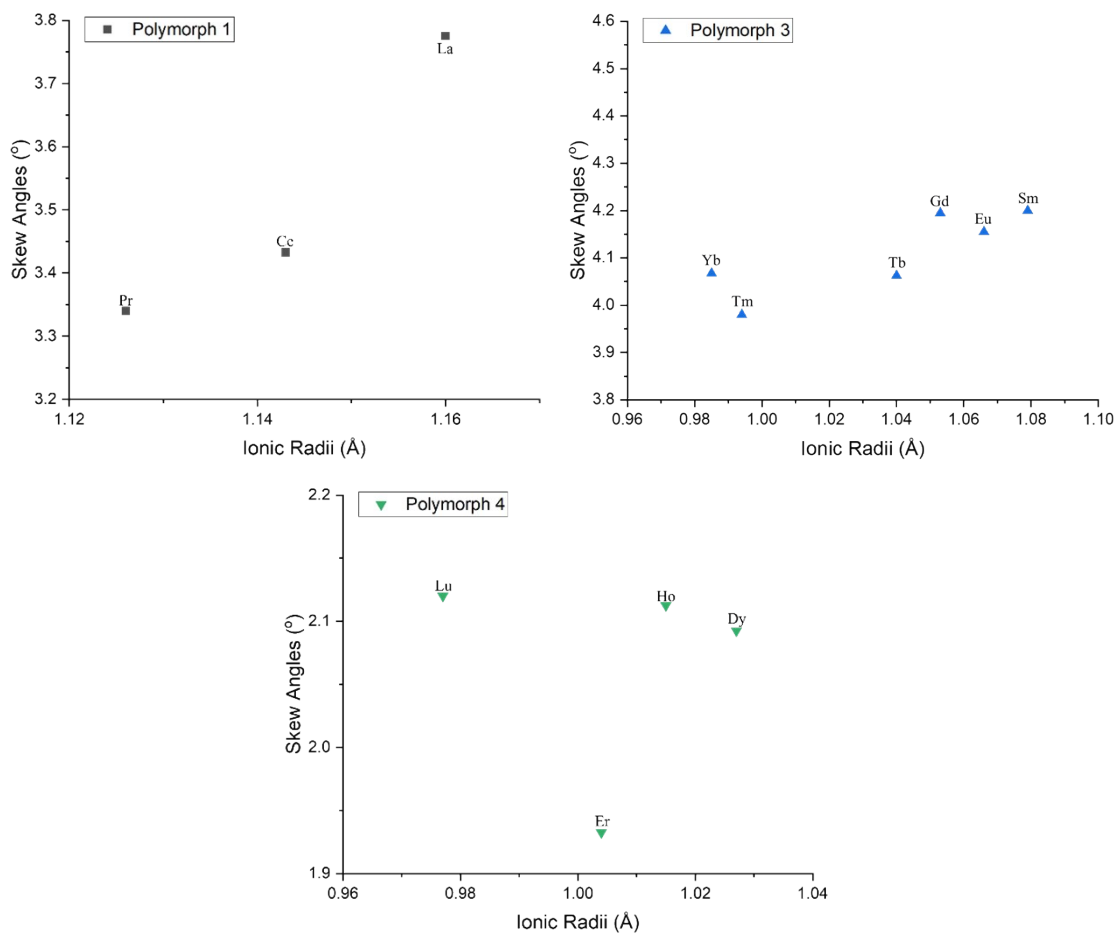 Polymorph 1
3.8
3.7
3.6
3.5
3.4
3.3
3.2
Skew Angles (°)
La
Ce
Pr
1.12
1.14
1.16
Ionic Radii (Å)
Polymorph 3
4.6
4.5
4.4
4.3
4.2
4.1
4.0
3.9
3.8
Skew Angles (°)
Yb
Tm
Tb
Gd
Eu
Sm
0.96
0.98
1.00
1.02
1.04
1.06
1.08
1.10
Ionic Radii (Å)
Polymorph 4
2.2
2.1
2.0
1.9
Skew Angles (°)
Lu
Ho
Dy
Er
0.96
0.98
1.00
1.02
1.04
Ionic Radii (Å)